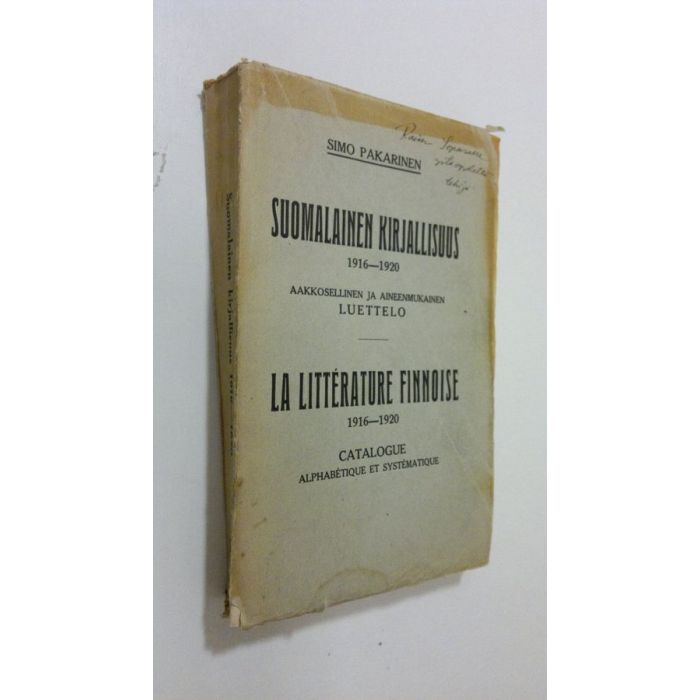 SIMO PAKARINEN
SUOMALAINEN KIRJALLISUUS
1916—1920
AAKKOSELLINEN JA AINEENMUKAINEN
LUETTELO
LA LITTÉRATURE FINNOISE
1916—1920
CATALOGUE
ALPHABÉTIQUE ET SYSTÉMATIQUE
Suomalainen kirjallisuus 1916